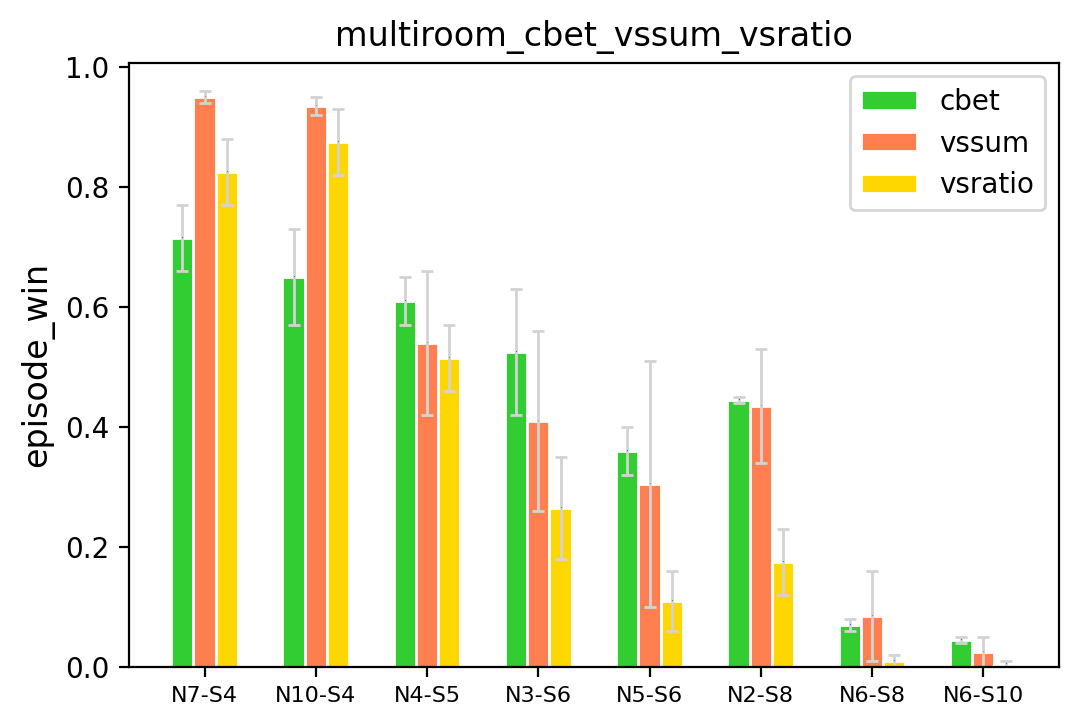 multiroom_cbet_vssum_vsratio
episode_win
1.0
0.8
0.6
0.4
0.2
0.0
cbet
vssum
vsratio
N7-S4 N10-S4 N4-S5 N3-S6 N5-S6 N2-S8 N6-S8 N6-S10